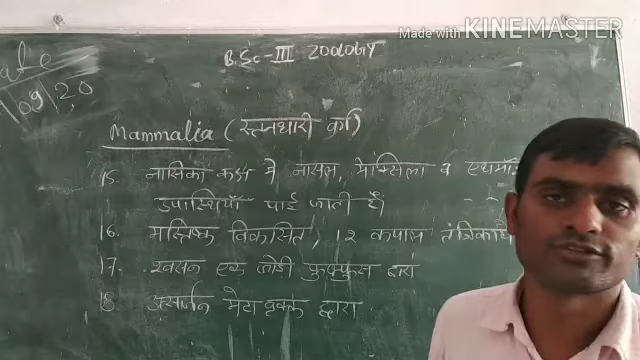 Made with KINEMASTER
B.Sc-III ZOOLOGY
09/20
Mammalia (स्तनधारी वर्ग)
15. नासिका कक्ष में नासल, मैक्सिला व एथमॉ
उपास्थियाँ पाई जाती हैं।
16. मस्तिष्क विकसित, 12 कपाल तंत्रिकायें
17. श्वसन एक जोड़ी फुफ्फुस द्वारा
18. उत्सर्जन मेटा वृक्क द्वारा